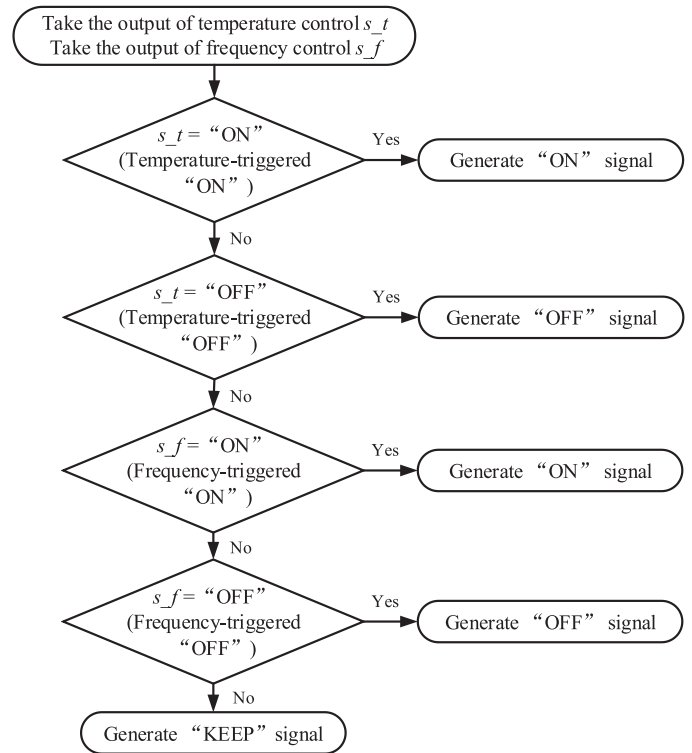 Take the output of temperature control s_t
Take the output of frequency control s_f
s_t = “ON”
(Temperature-triggered
“ON” )
Yes
Generate “ON” signal
No
s_t = “OFF”
(Temperature-triggered
“OFF” )
Yes
Generate “OFF” signal
No
s_f = “ON”
(Frequency-triggered
“ON” )
Yes
Generate “ON” signal
No
s_f = “OFF”
(Frequency-triggered
“OFF” )
Yes
Generate “OFF” signal
No
Generate “KEEP” signal